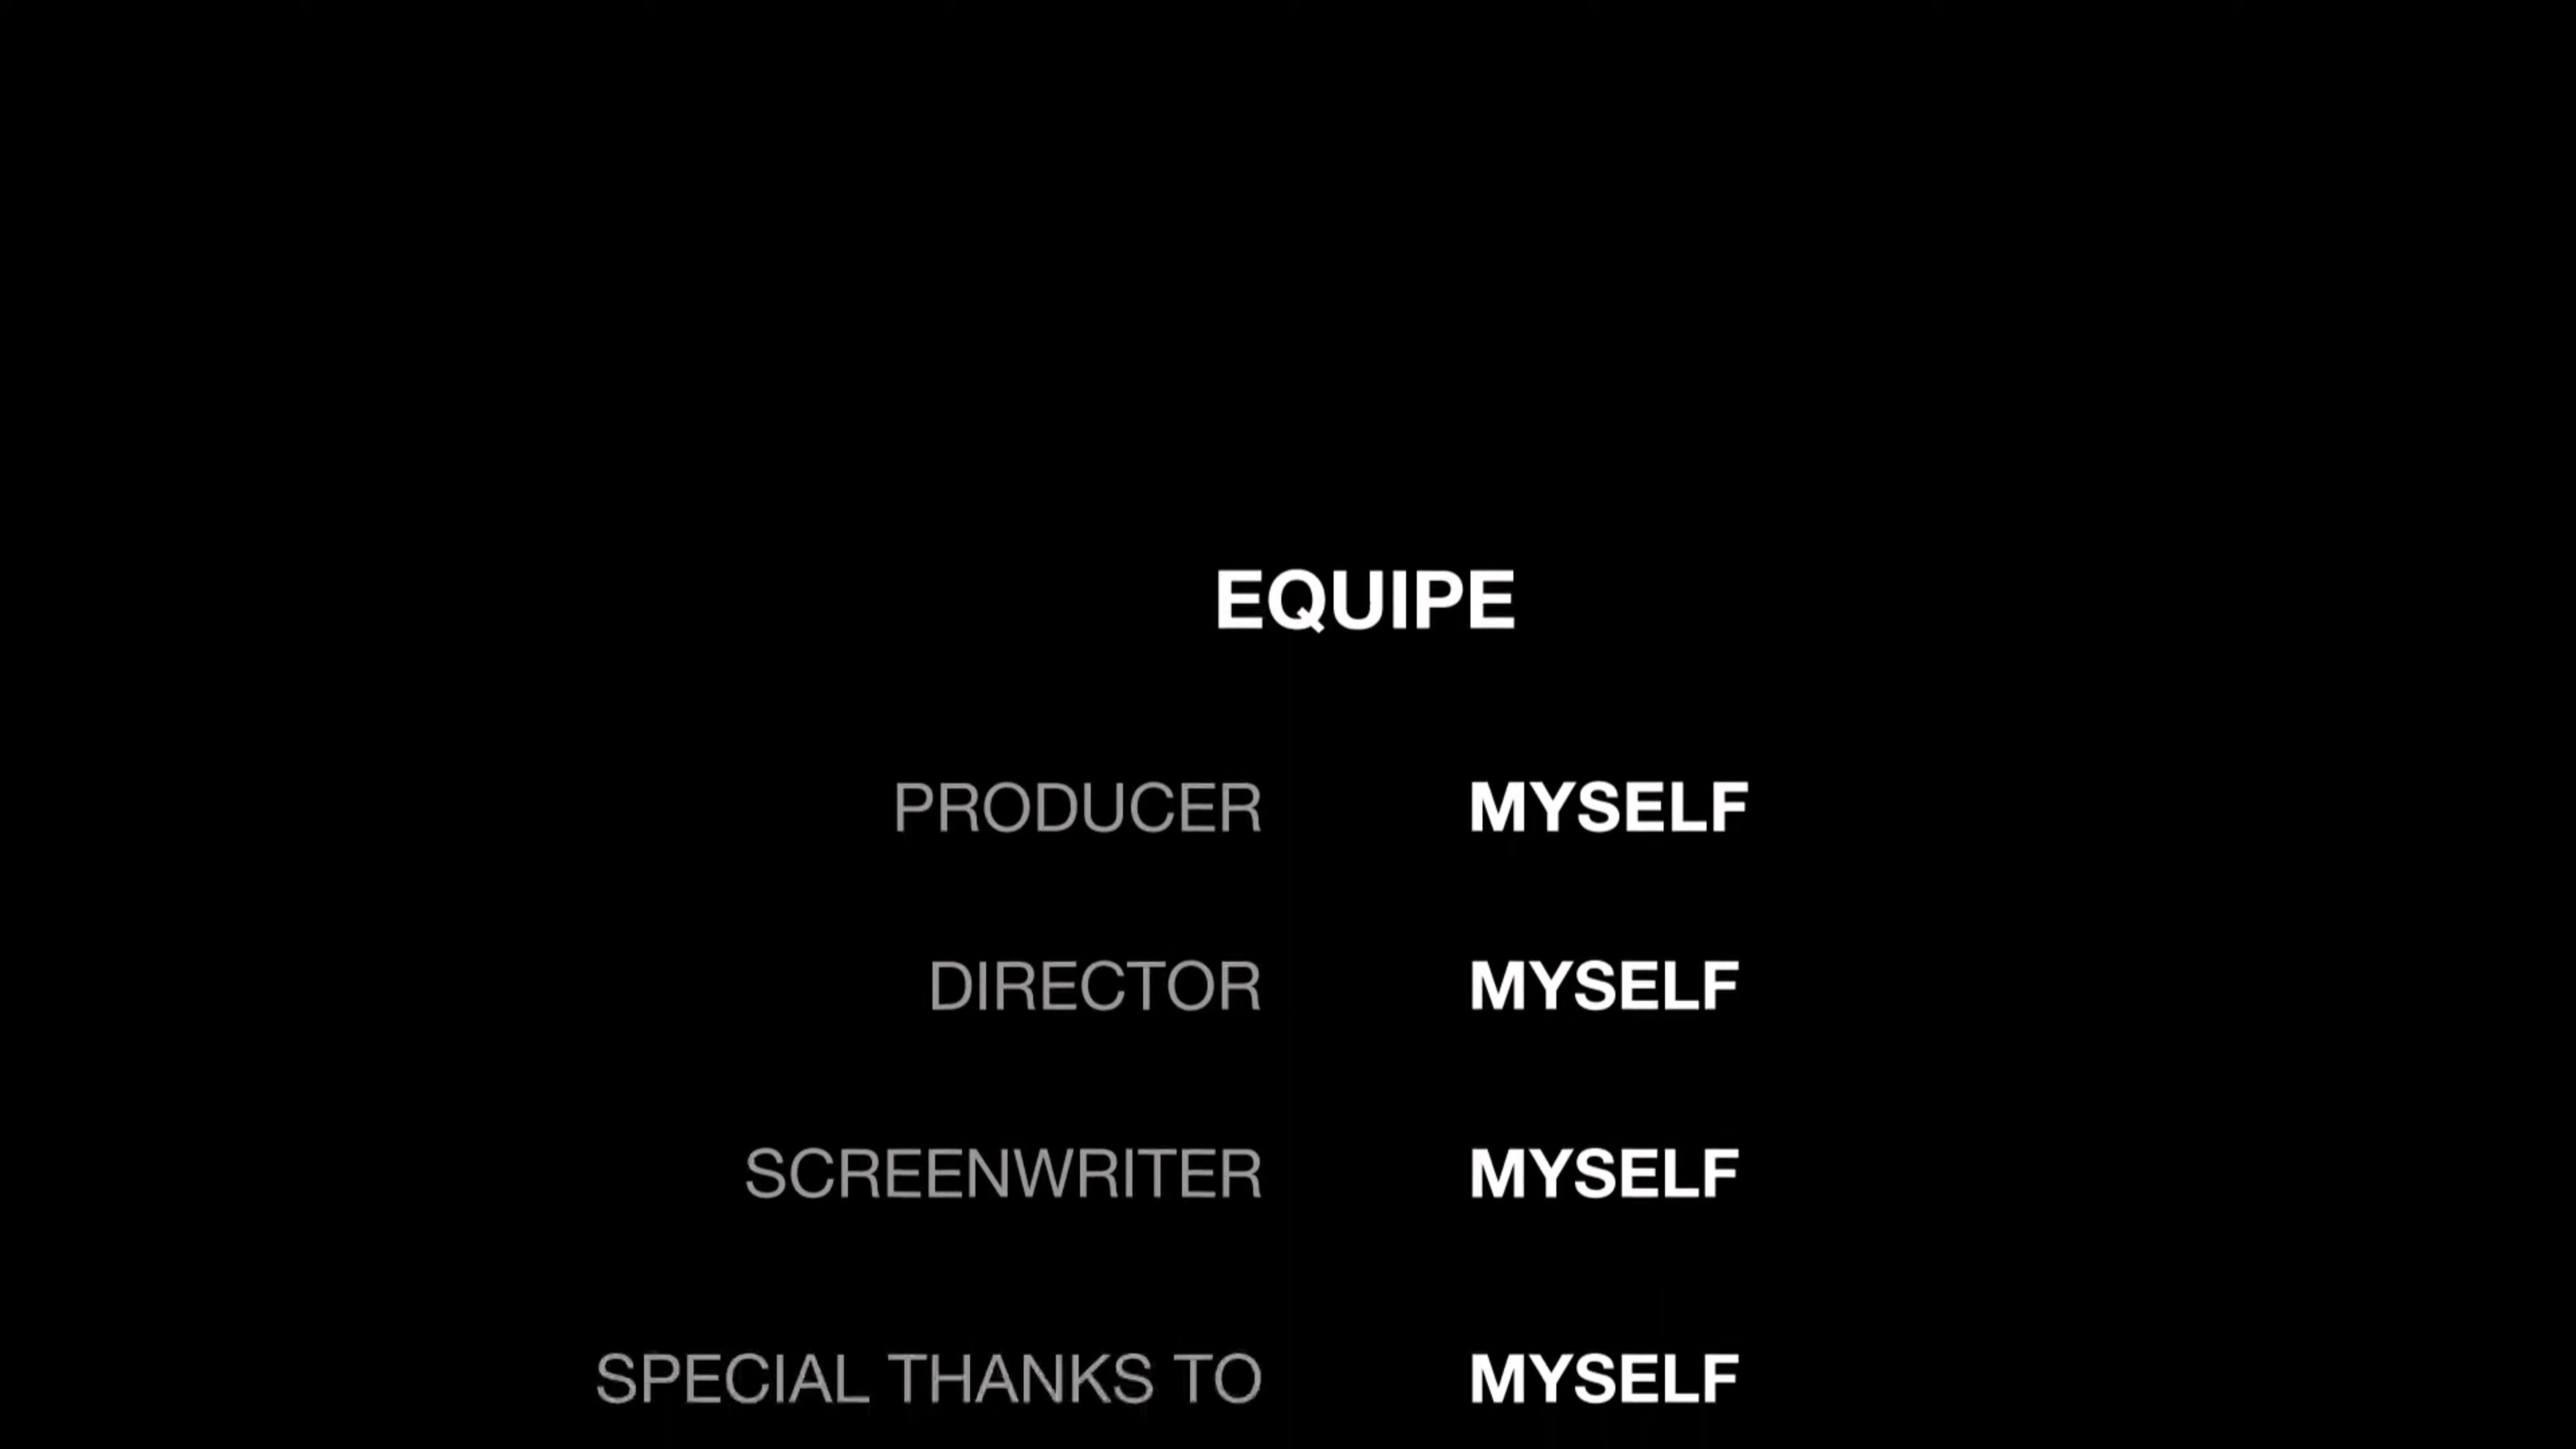 EQUIPE
PRODUCER MYSELF
DIRECTOR MYSELF
SCREENWRITER MYSELF
SPECIAL THANKS TO MYSELF